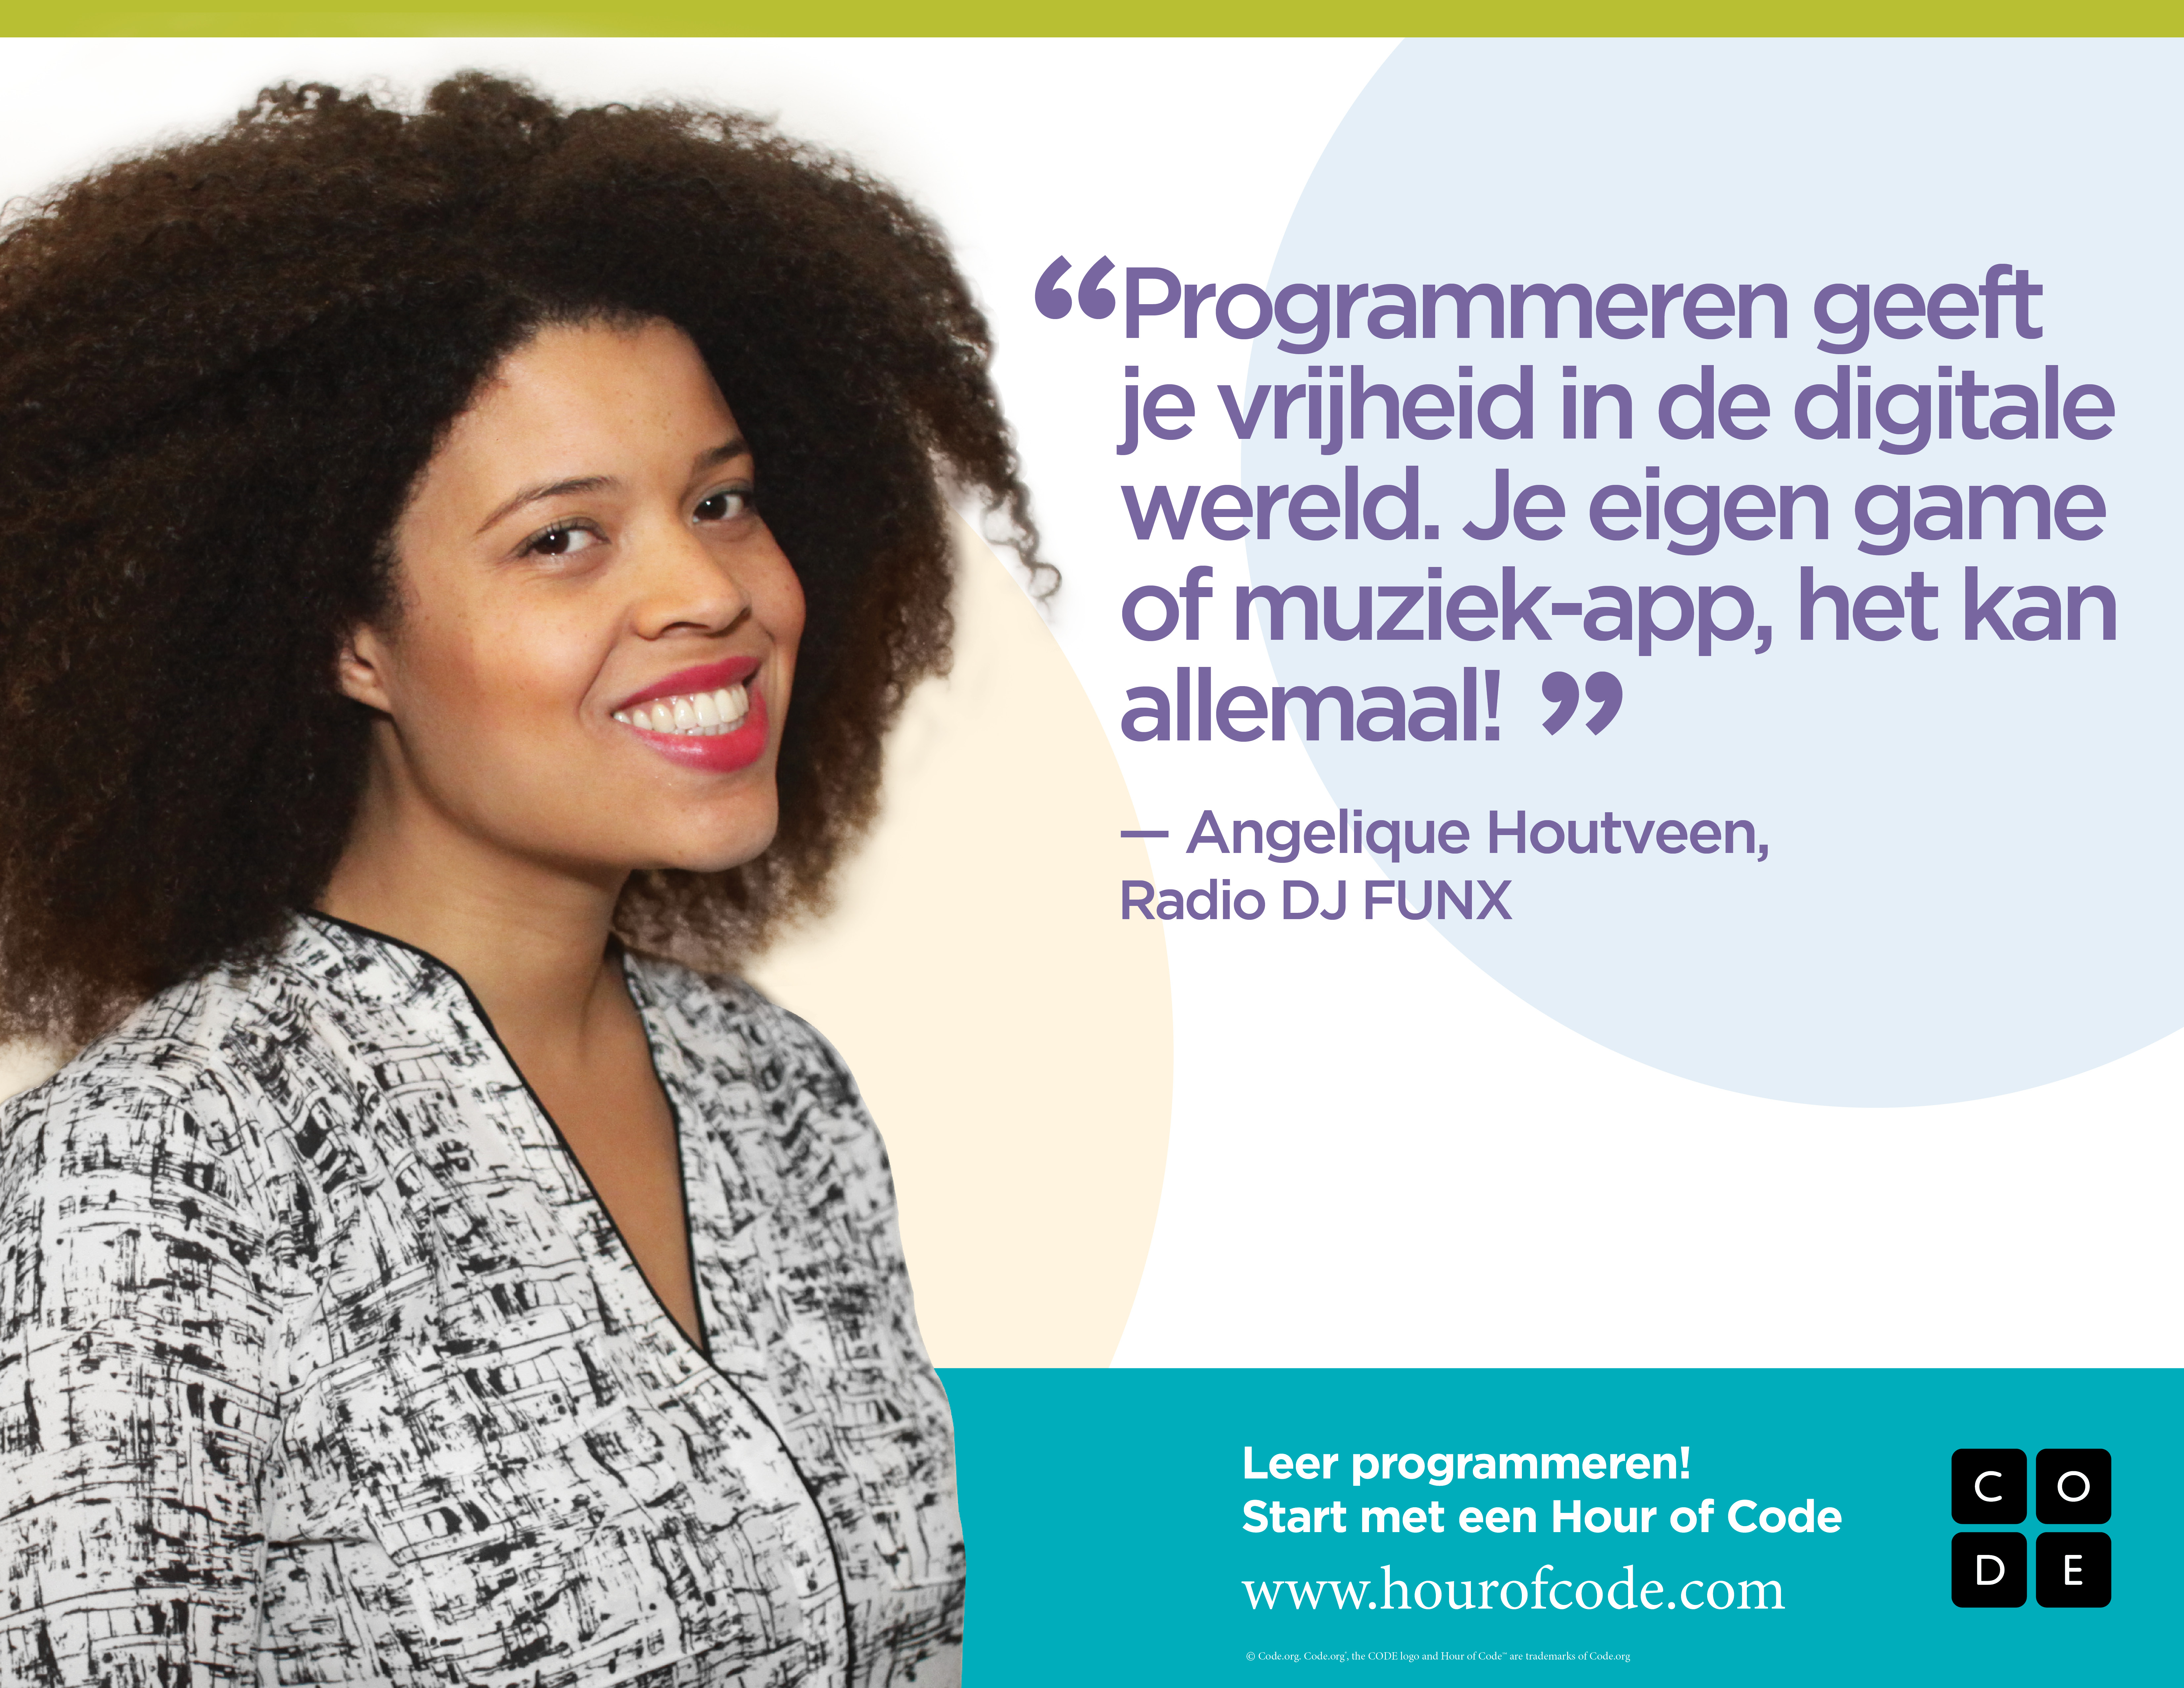 “Programmeren geeft
je vrijheid in de digitale
wereld. Je eigen game
of muziek-app, het kan
allemaal! ”
— Angelique Houtveen,
Radio DJ FUNX
Leer programmeren!
Start met een Hour of Code
www.hourofcode.com
© Code.org. Code.org®, the CODE logo and Hour of Code™ are trademarks of Code.org
C O
D E